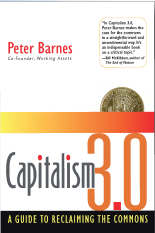 "In Capitalism 3.0,
Peter Barnes makes the
case for the commons
in a straightforward and
unsentimental way. It's
an indispensable book
on a critical topic."
—Bill McKibben, author of
The End of Nature
Peter Barnes
Co-Founder, Working Assets
Capitalism
3.0
A GUIDE TO RECLAIMING THE COMMONS